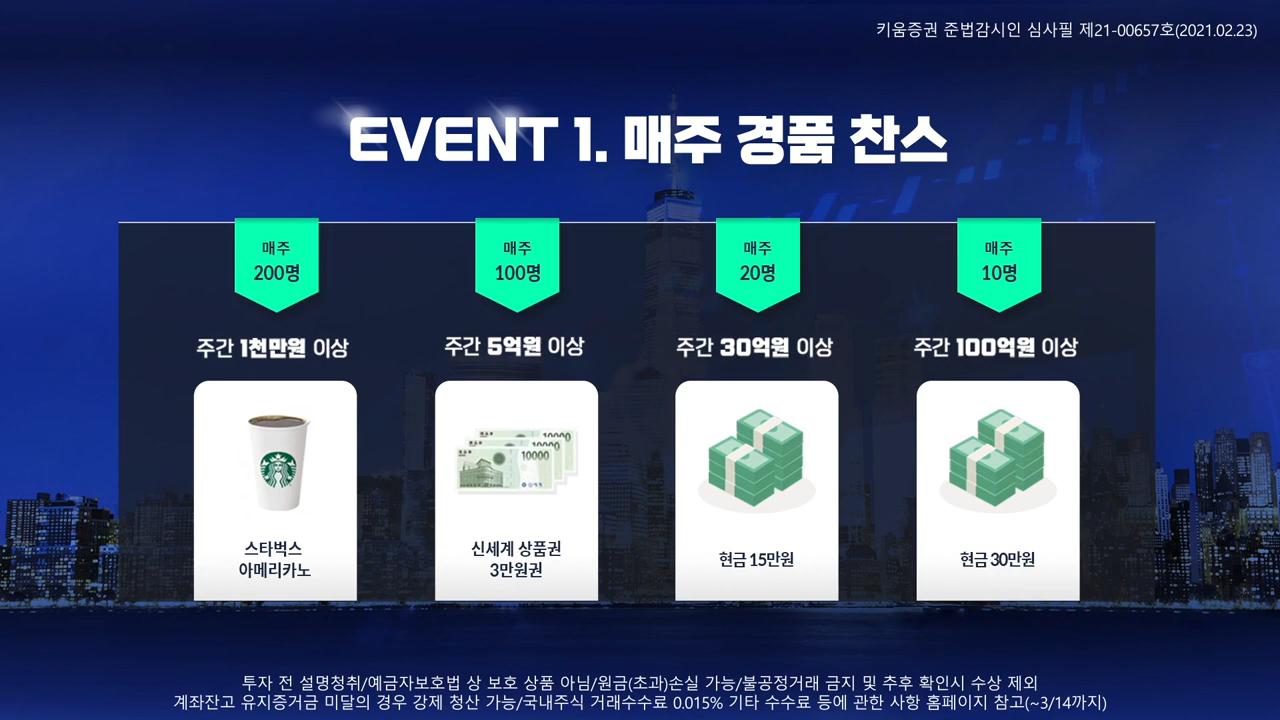 키움증권 준법감시인 심사필 제21-00657호(2021.02.23)
EVENT 1. 매주 경품 찬스
매주
200명
주간 1천만원 이상
스타벅스
아메리카노
매주
100명
주간 5억원 이상
10000
10000
10000
신세계 상품권
3만원권
매주
20명
주간 30억원 이상
현금 15만원
매주
10명
주간 100억원 이상
현금 30만원
투자 전 설명청취/예금자보호법 상 보호 상품 아님/원금(초과)손실 가능/불공정거래 금지 및 추후 확인시 수상 제외
계좌잔고 유지증거금 미달의 경우 강제 청산 가능/국내주식 거래수수료 0.015% 기타 수수료 등에 관한 사항 홈페이지 참고(~3/14까지)